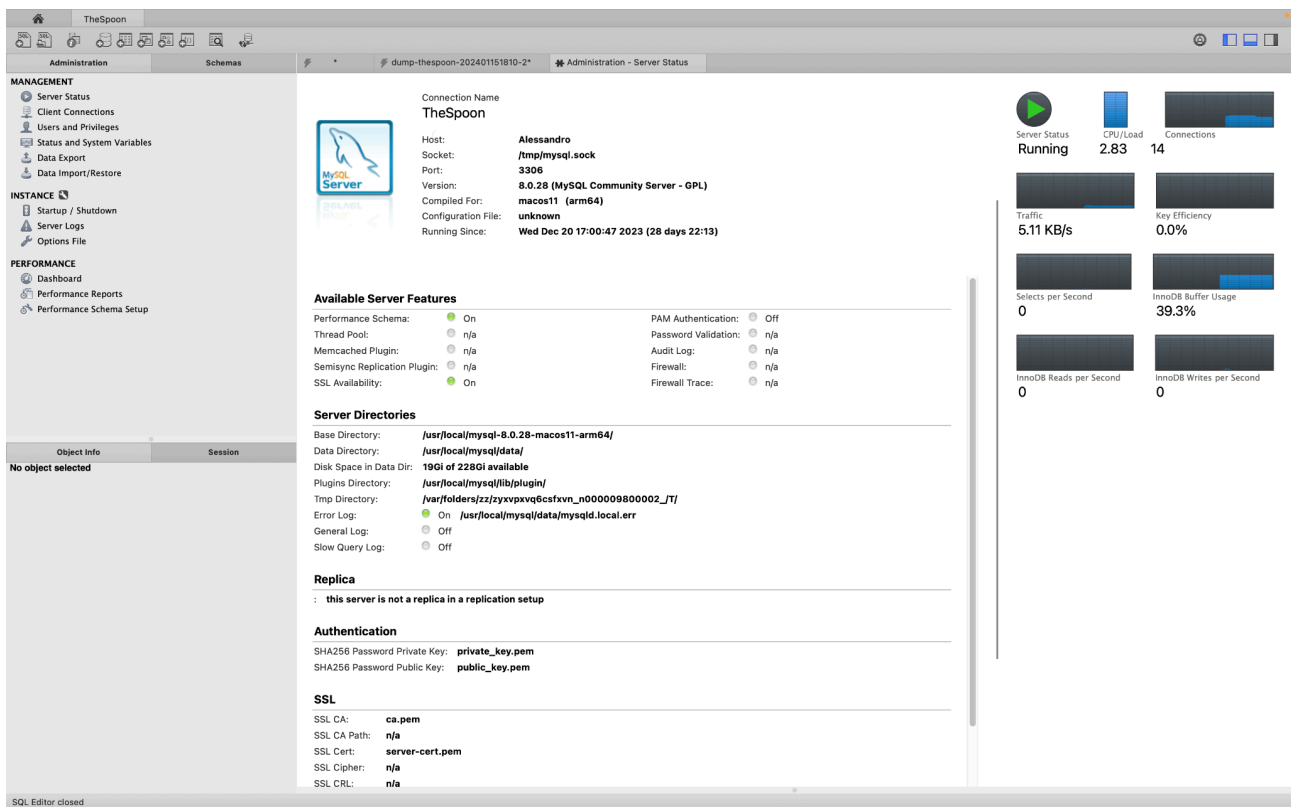 TheSpoon
SQL SQL
Administration Schemas
* dump-thespoon-202401151810-2* Administration - Server Status
MANAGEMENT
Server Status
Client Connections
Users and Privileges
Status and System Variables
Data Export
Data Import/Restore
INSTANCE
Startup / Shutdown
Server Logs
Options File
PERFORMANCE
Dashboard
Performance Reports
Performance Schema Setup
Object Info Session
No object selected
MySQL
Server
Connection Name
TheSpoon
Host: Alessandro
Socket: /tmp/mysql.sock
Port: 3306
Version: 8.0.28 (MySQL Community Server - GPL)
Compiled For: macos11 (arm64)
Configuration File: unknown
Running Since: Wed Dec 20 17:00:47 2023 (28 days 22:13)
Available Server Features
Performance Schema: On PAM Authentication: Off
Thread Pool: n/a Password Validation: n/a
Memcached Plugin: n/a Audit Log: n/a
Semisync Replication Plugin: n/a Firewall: n/a
SSL Availability: On Firewall Trace: n/a
Server Directories
Base Directory: /usr/local/mysql-8.0.28-macos11-arm64/
Data Directory: /usr/local/mysql/data/
Disk Space in Data Dir: 19Gi of 228Gi available
Plugins Directory: /usr/local/mysql/lib/plugin/
Tmp Directory: /var/folders/zz/zyxvpxvq6csfxvn_n000009800002_/T/
Error Log: On /usr/local/mysql/data/mysqld.local.err
General Log: Off
Slow Query Log: Off
Replica
: this server is not a replica in a replication setup
Authentication
SHA256 Password Private Key: private_key.pem
SHA256 Password Public Key: public_key.pem
SSL
SSL CA: ca.pem
SSL CA Path: n/a
SSL Cert: server-cert.pem
SSL Cipher: n/a
SSL CRL: n/a
Server Status CPU/Load Connections
Running 2.83 14
Traffic Key Efficiency
5.11 KB/s 0.0%
Selects per Second InnoDB Buffer Usage
0 39.3%
InnoDB Reads per Second InnoDB Writes per Second
0 0
SQL Editor closed